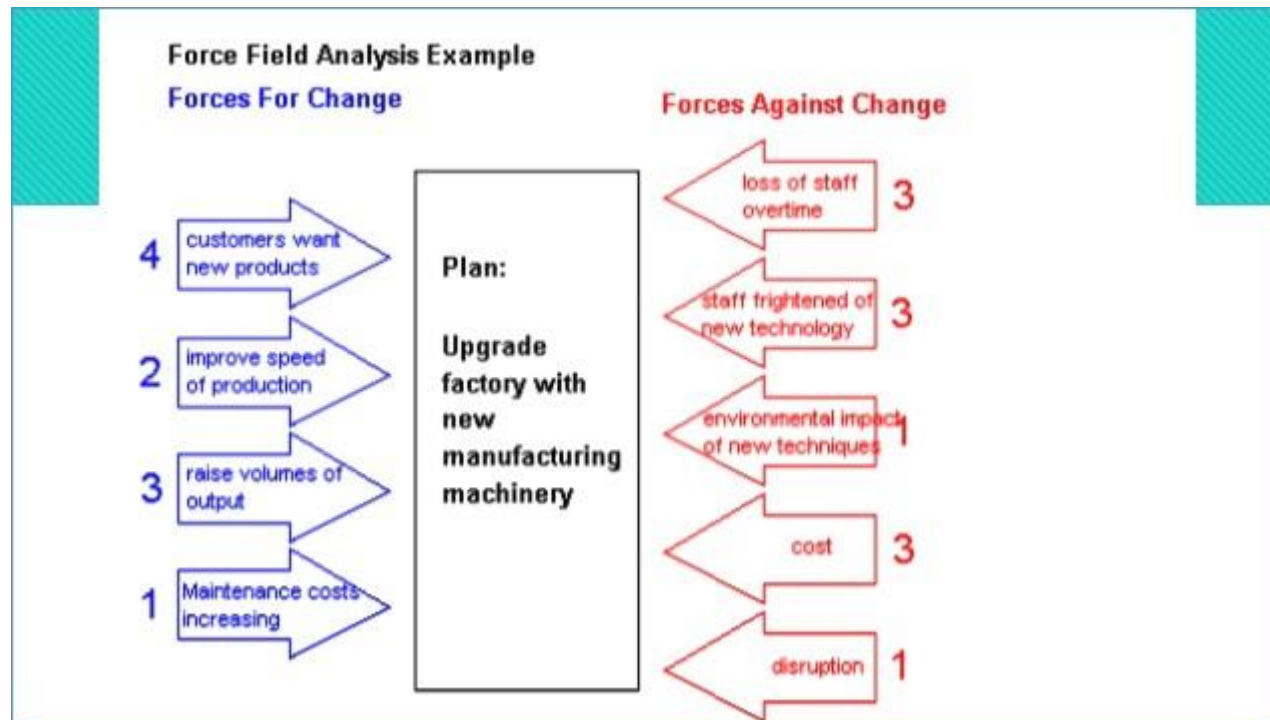 Force Field Analysis Example
Forces For Change
4
customers want
new products
2
improve speed
of production
3
raise volumes of
output
1
Maintenance costs
increasing
Plan:
Upgrade
factory with
new
manufacturing
machinery
Forces Against Change
loss of staff
overtime
3
staff frightened of
new technology
3
environmental impact
of new techniques
1
cost
3
disruption
1